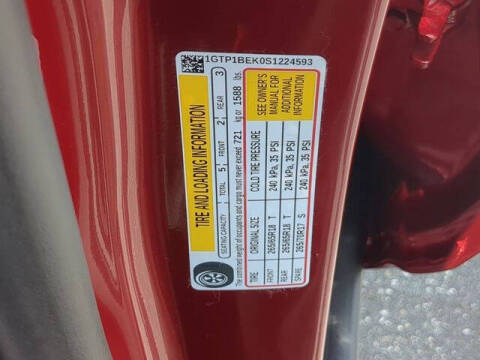 1GTP1BEK0S1224593
TIRE AND LOADING INFORMATION
SEATING CAPACITY TOTAL 5 FRONT 2 REAR 3
The combined weight of occupants and cargo must never exceed 721 kg or 1588 lbs.
TIRE ORIGINAL SIZE COLD TIRE PRESSURE
FRONT 265/65R18 T 240 kPa, 35 PSI
REAR 265/65R18 T 240 kPa, 35 PSI
SPARE 265/70R17 S 240 kPa, 35 PSI
SEE OWNER'S
MANUAL FOR
ADDITIONAL
INFORMATION